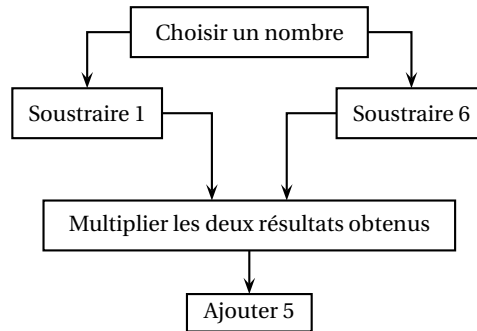 Choisir un nombre
Soustraire 1
Soustraire 6
Multiplier les deux résultats obtenus
Ajouter 5